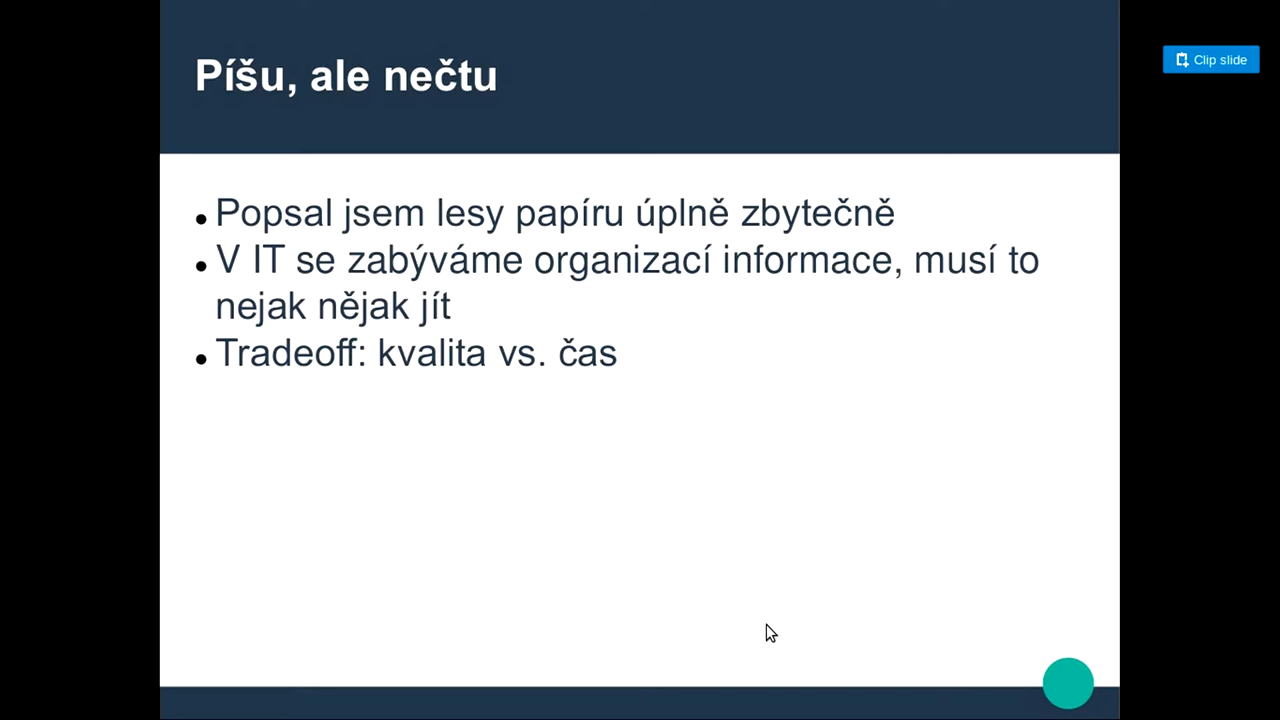 Píšu, ale nečtu
Clip slide
Popsal jsem lesy papíru úplně zbytečně
V IT se zabýváme organizací informace, musí to
nejak nějak jít
Tradeoff: kvalita vs. čas